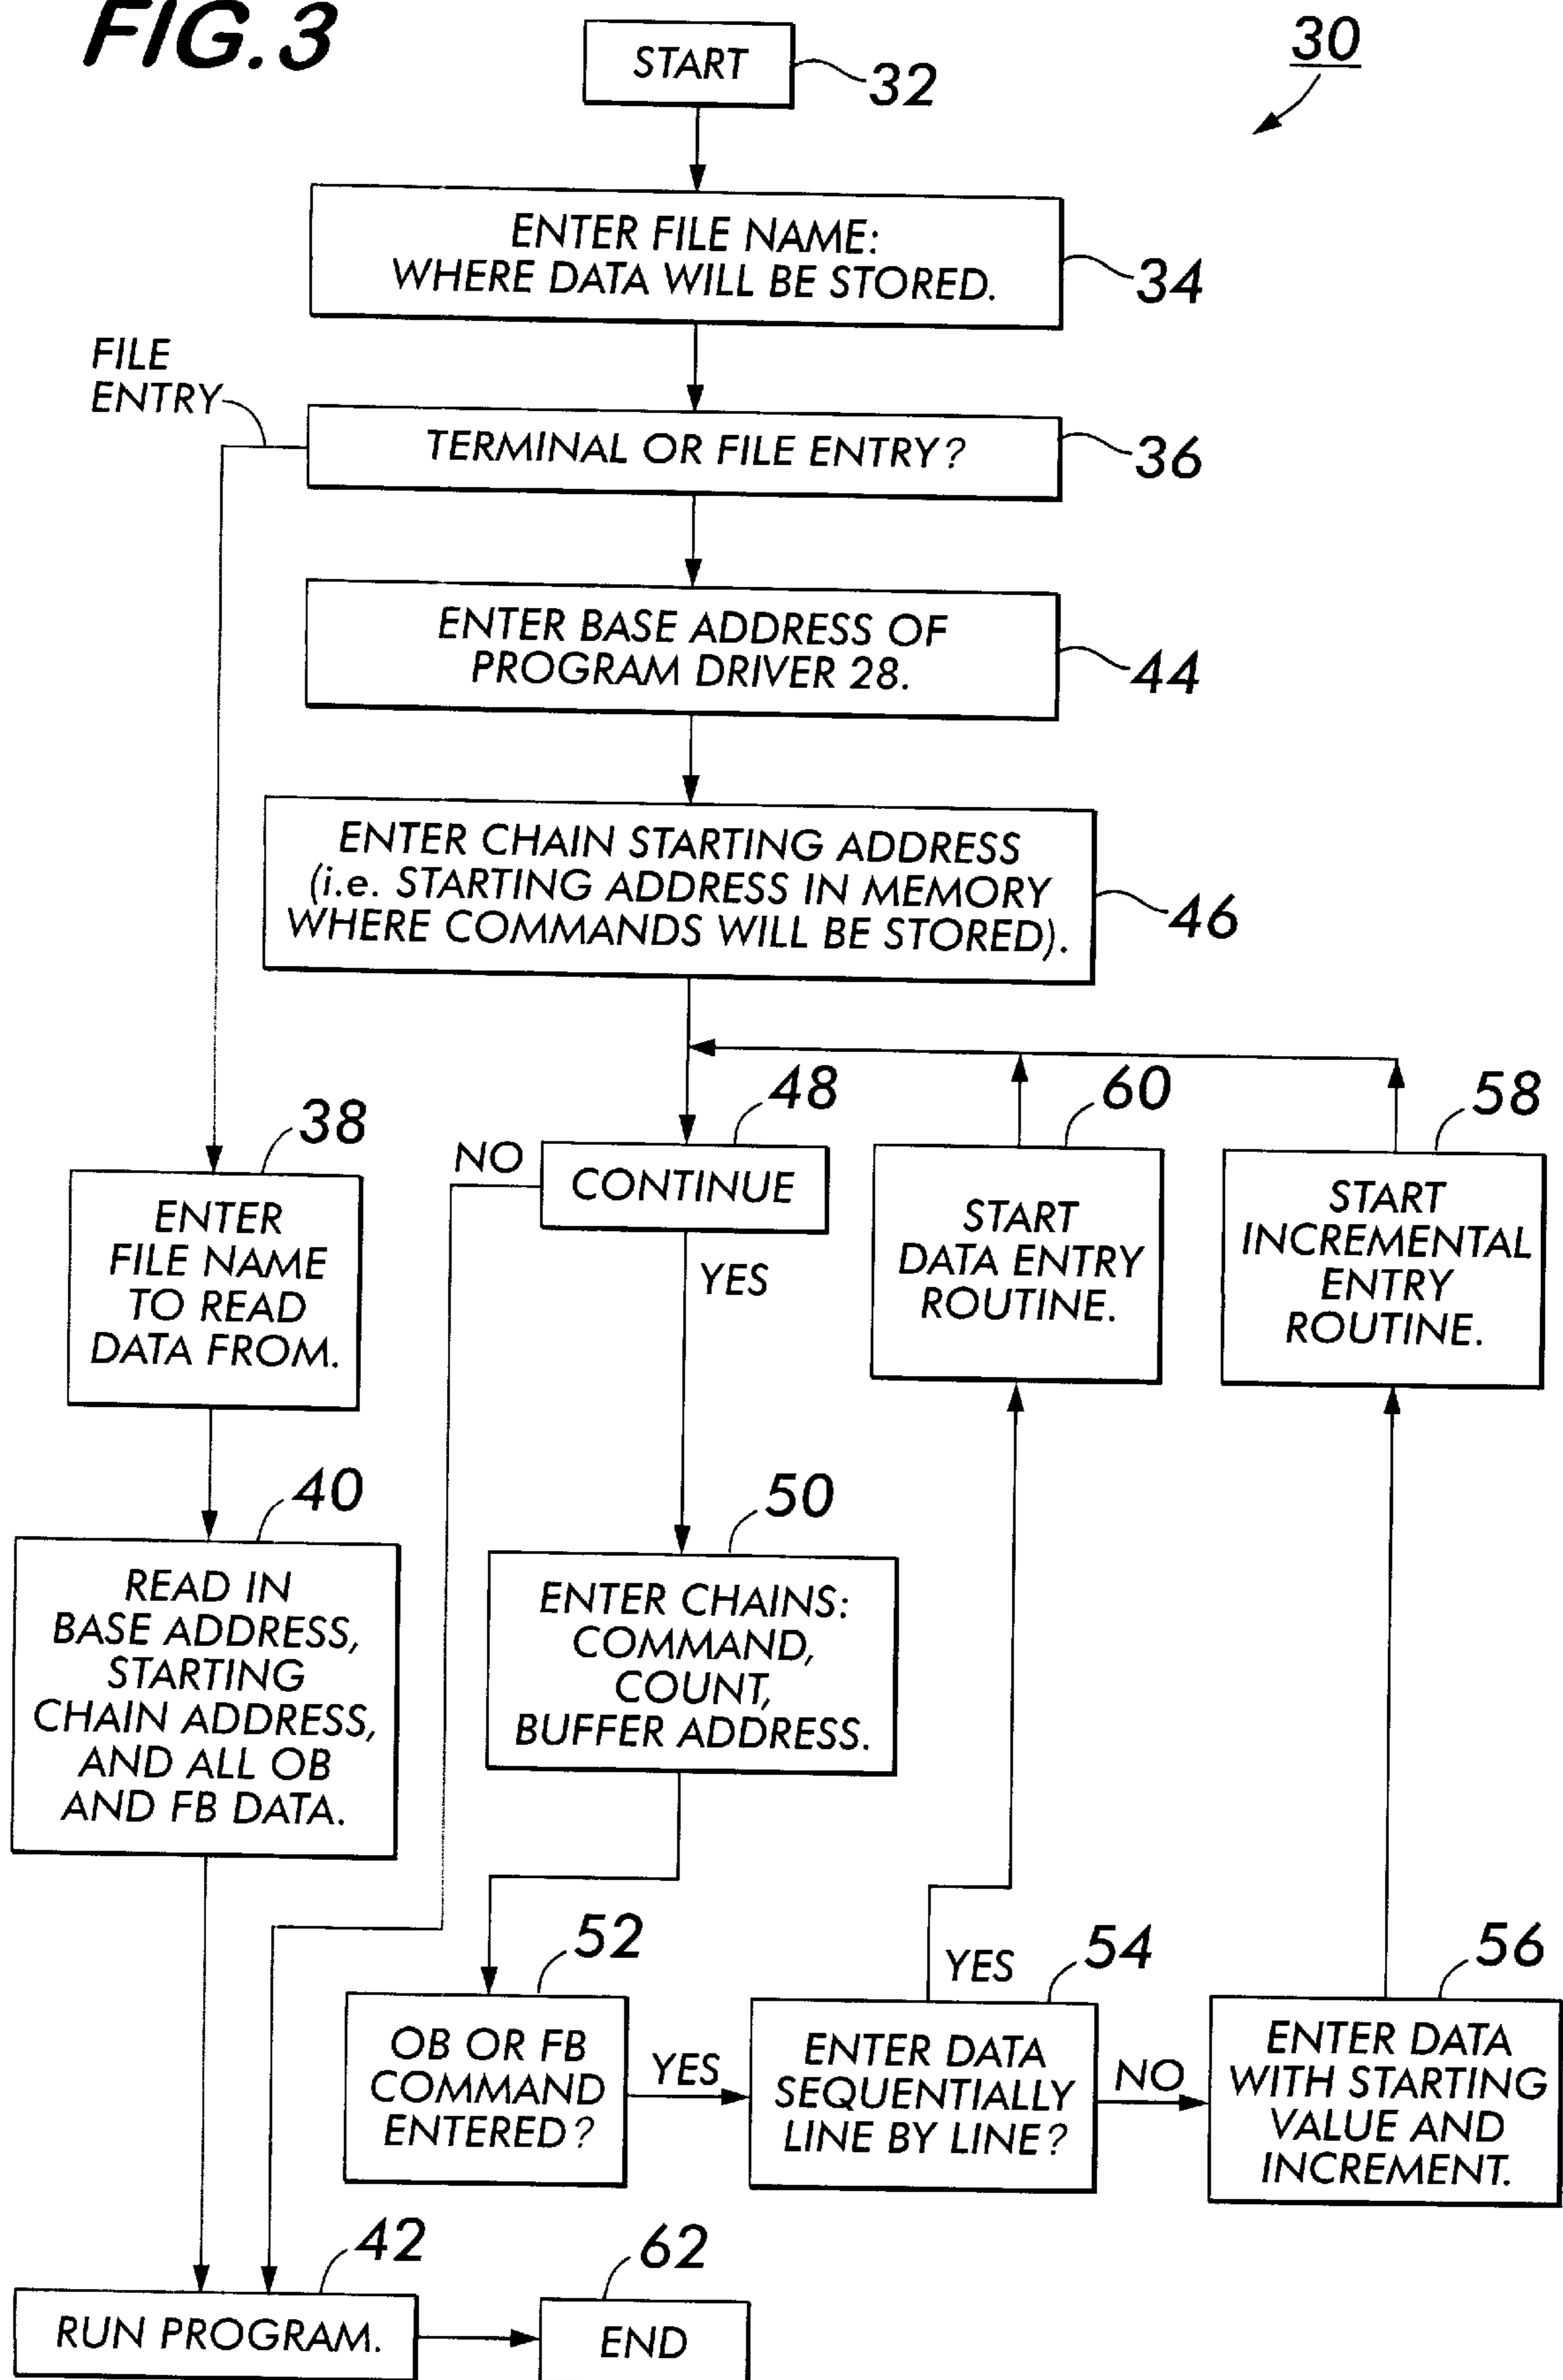 FIG.3
30
START
32
ENTER FILE NAME:
WHERE DATA WILL BE STORED.
34
FILE
ENTRY
TERMINAL OR FILE ENTRY?
36
ENTER BASE ADDRESS OF
PROGRAM DRIVER 28.
44
ENTER CHAIN STARTING ADDRESS
(i.e. STARTING ADDRESS IN MEMORY
WHERE COMMANDS WILL BE STORED).
46
38
ENTER
FILE NAME
TO READ
DATA FROM.
NO
48
CONTINUE
YES
60
START
DATA ENTRY
ROUTINE.
58
START
INCREMENTAL
ENTRY
ROUTINE.
40
READ IN
BASE ADDRESS,
STARTING
CHAIN ADDRESS,
AND ALL OB
AND FB DATA.
50
ENTER CHAINS:
COMMAND,
COUNT,
BUFFER ADDRESS.
52
OB OR FB
COMMAND
ENTERED?
YES
YES
54
ENTER DATA
SEQUENTIALLY
LINE BY LINE?
NO
56
ENTER DATA
WITH STARTING
VALUE AND
INCREMENT.
42
RUN PROGRAM.
62
END